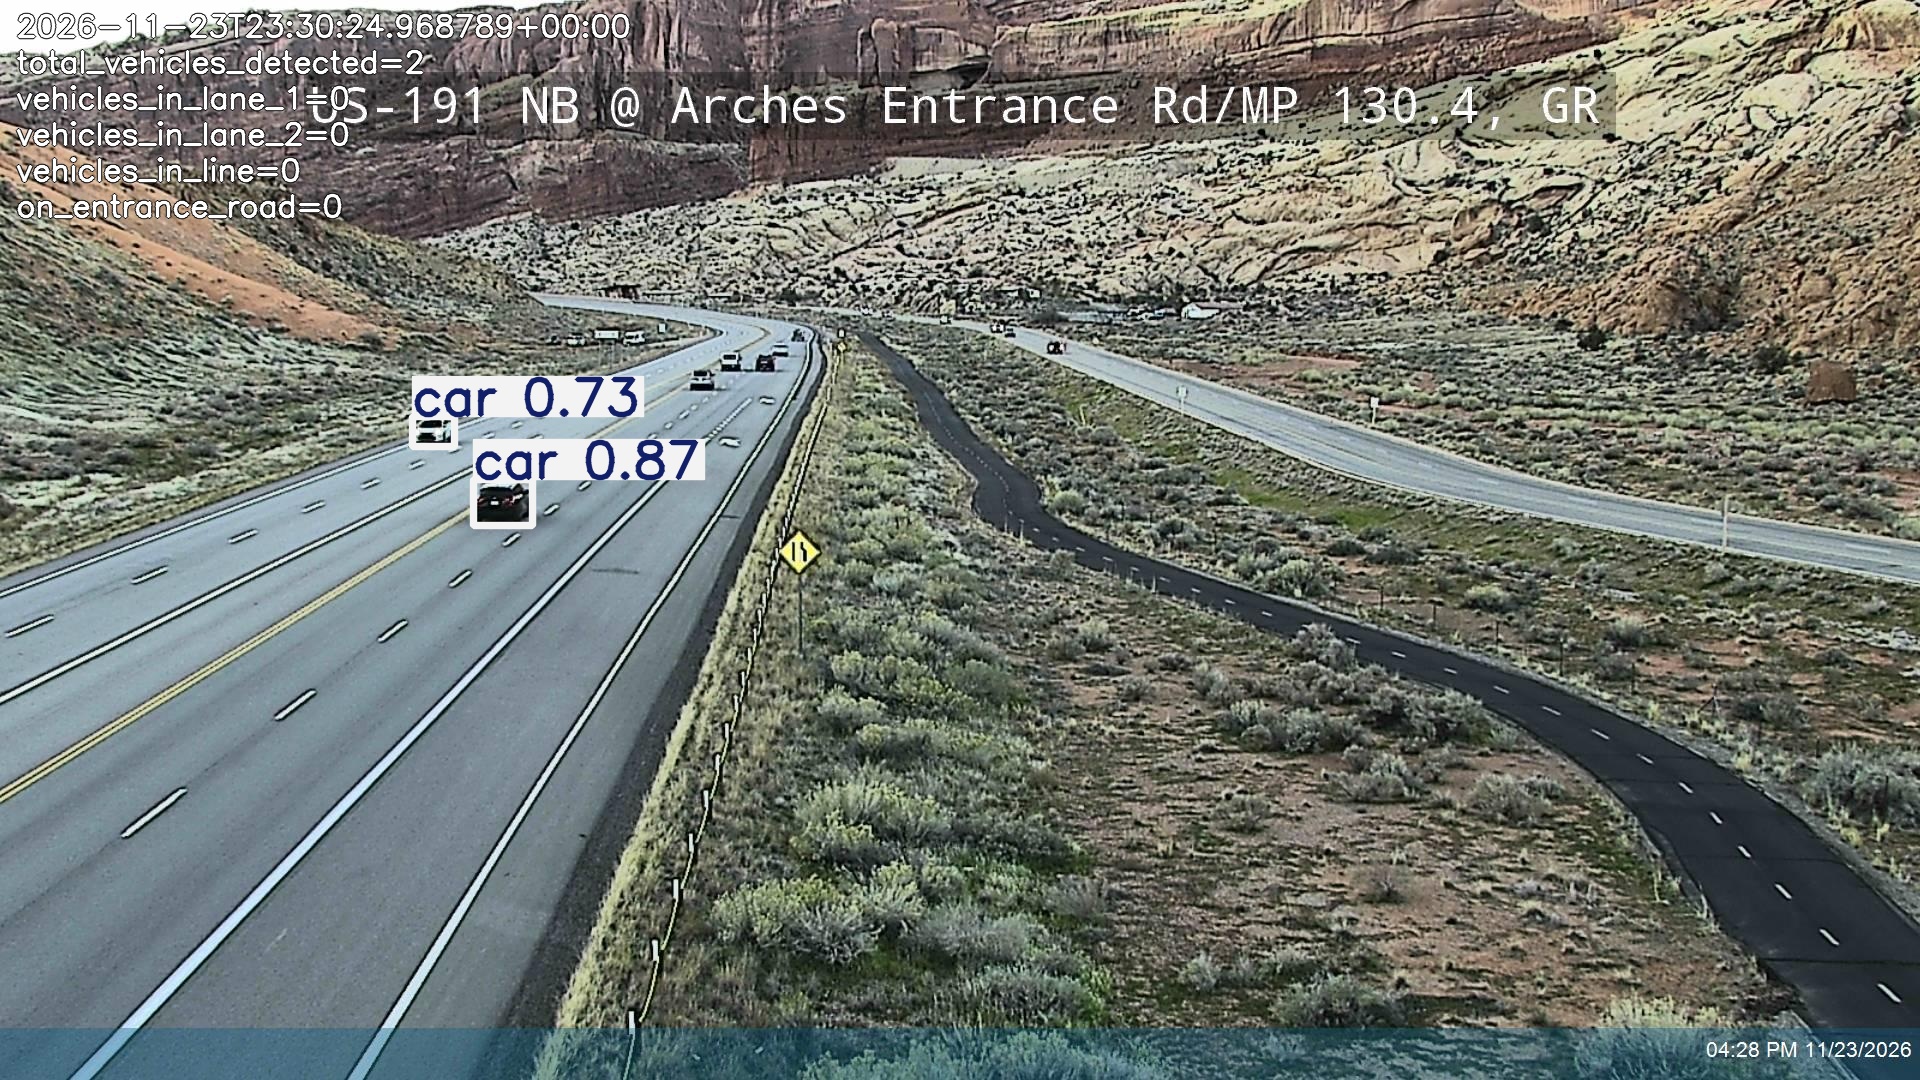 2026-11-23T23:30:24.968789+00:00
total_vehicles_detected=2
vehicles_in_lane_1=0
US-191 NB @ Arches Entrance Rd/MP 130.4, GR
vehicles_in_lane_2=0
vehicles_in_line=0
on_entrance_road=0
car 0.73
car 0.87
04:28 PM 11/23/2026